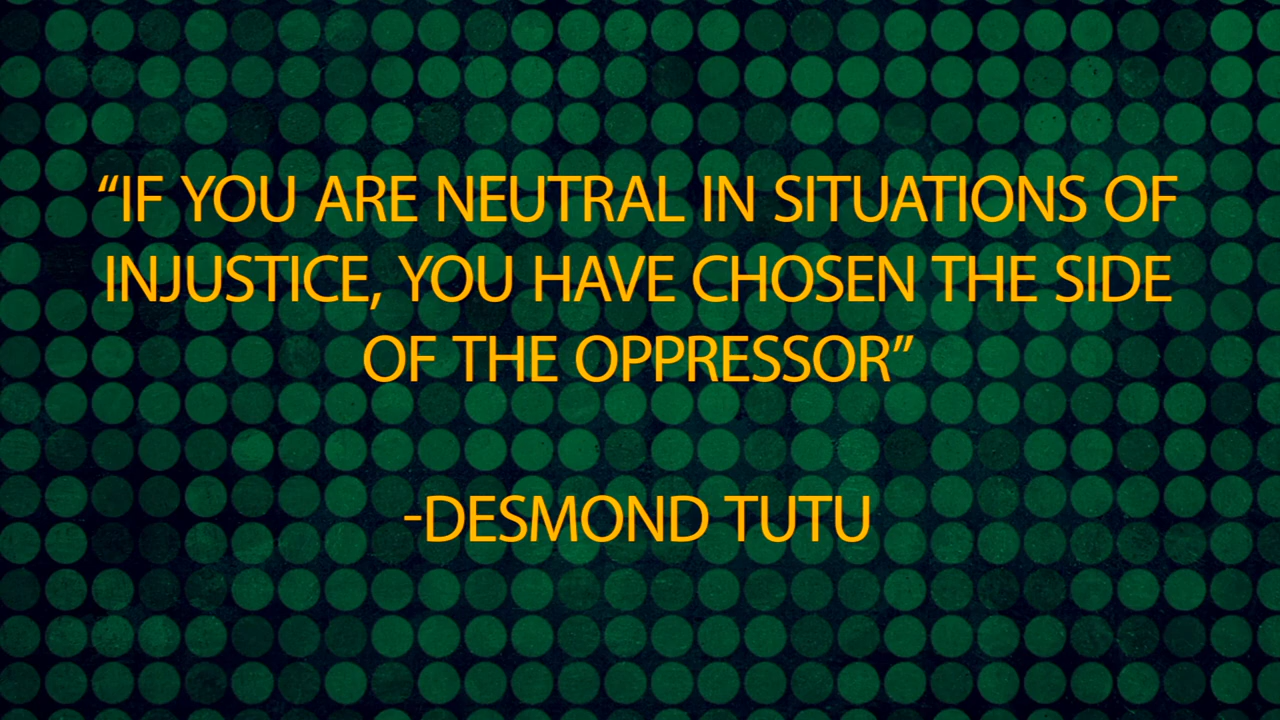 “IF YOU ARE NEUTRAL IN SITUATIONS OF
INJUSTICE, YOU HAVE CHOSEN THE SIDE
OF THE OPPRESSOR”
-DESMOND TUTU